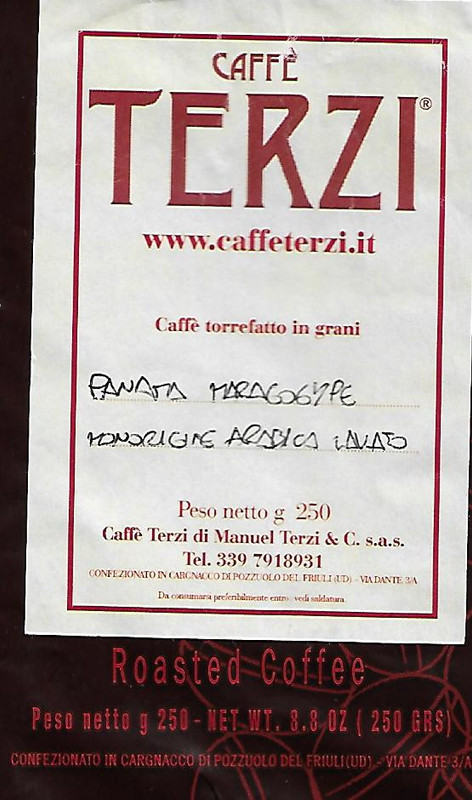 CAFFÈ
TERZI®
www.caffeterzi.it
Caffè torrefatto in grani
PANAMA MARAGOGYPE
MONORIGINE ARABICA LAVATO
Peso netto g 250
Caffè Terzi di Manuel Terzi & C. s.a.s.
Tel. 339 7918931
CONFEZIONATO IN CARGNACCO DI POZZUOLO DEL FRIULI (UD) - VIA DANTE 3/A
Da consumarsi preferibilmente entro: vedi saldatura.
Roasted Coffee
Peso netto g 250 - NET WT. 8.8 OZ ( 250 GRS)
CONFEZIONATO IN CARGNACCO DI POZZUOLO DEL FRIULI(UD) - VIA DANTE 3/A